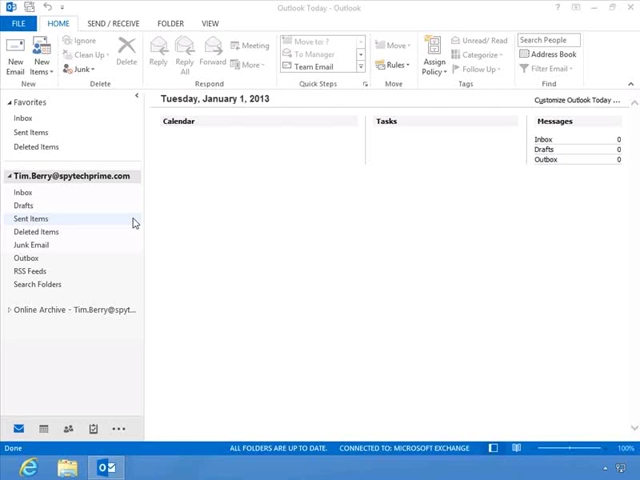 Outlook Today - Outlook
FILE HOME SEND / RECEIVE FOLDER VIEW
New Email
New Items
New
Ignore
Clean Up
Junk
Delete
Delete
Reply
Reply All
Forward
Meeting
More
Respond
Move to: ?
To Manager
Team Email
Quick Steps
Move
Rules
Move
Assign Policy
Unread/ Read
Categorize
Follow Up
Tags
Search People
Address Book
Filter Email
Find
Favorites
Inbox
Sent Items
Deleted Items
Tim.Berry@spytechprime.com
Inbox
Drafts
Sent Items
Deleted Items
Junk Email
Outbox
RSS Feeds
Search Folders
Online Archive - Tim.Berry@spyt...
Tuesday, January 1, 2013
Customize Outlook Today ...
Calendar
Tasks
Messages
Inbox 0
Drafts 0
Outbox 0
Done
ALL FOLDERS ARE UP TO DATE.
CONNECTED TO: MICROSOFT EXCHANGE
100%